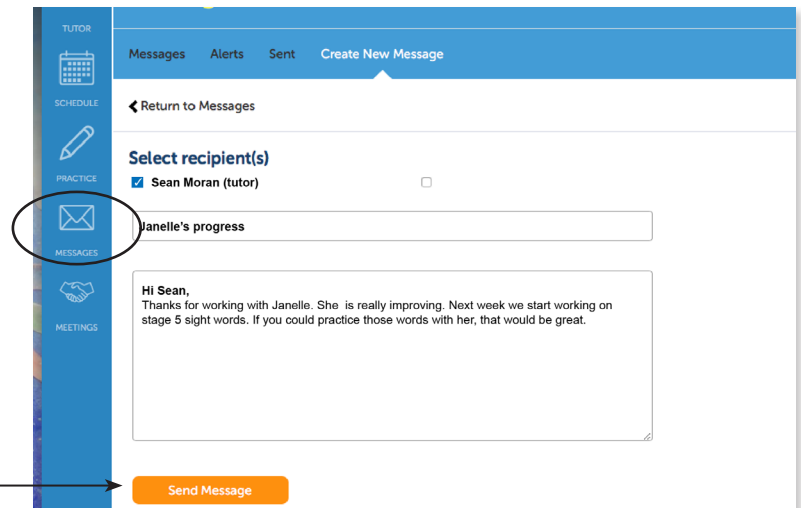 TUTOR
SCHEDULE
PRACTICE
MESSAGES
MEETINGS
Messages Alerts Sent Create New Message
Return to Messages
Select recipient(s)
Sean Moran (tutor)
Janelle's progress
Hi Sean,
Thanks for working with Janelle. She  is really improving. Next week we start working on
stage 5 sight words. If you could practice those words with her, that would be great.
Send Message